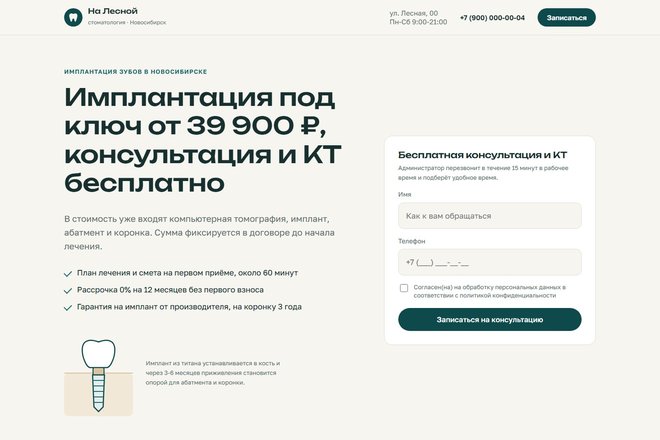 На Лесной
стоматология · Новосибирск
ул. Лесная, 00
Пн-Сб 9:00-21:00
+7 (900) 000-00-04
Записаться
ИМПЛАНТАЦИЯ ЗУБОВ В НОВОСИБИРСКЕ
Имплантация под
ключ от 39 900 ₽,
консультация и КТ
бесплатно
В стоимость уже входят компьютерная томография, имплант,
абатмент и коронка. Сумма фиксируется в договоре до начала
лечения.
План лечения и смета на первом приёме, около 60 минут
Рассрочка 0% на 12 месяцев без первого взноса
Гарантия на имплант от производителя, на коронку 3 года
Имплант из титана устанавливается в кость и
через 3-6 месяцев приживления становится
опорой для абатмента и коронки.
Бесплатная консультация и КТ
Администратор перезвонит в течение 15 минут в рабочее
время и подберёт удобное время.
Имя
Как к вам обращаться
Телефон
+7 (___) ___-__-__
Согласен(на) на обработку персональных данных в
соответствии с политикой конфиденциальности
Записаться на консультацию